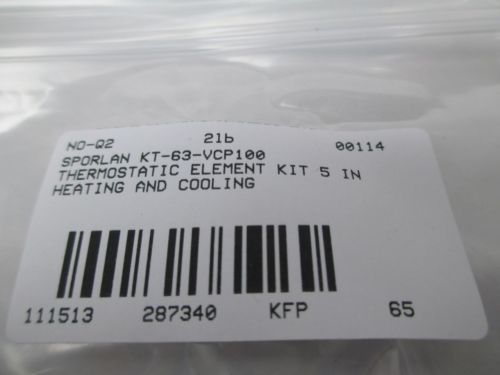 NO-Q2 21b 00114
SPORLAN KT-63-VCP100
THERMOSTATIC ELEMENT KIT 5 IN
HEATING AND COOLING
111513 287340 KFP 65